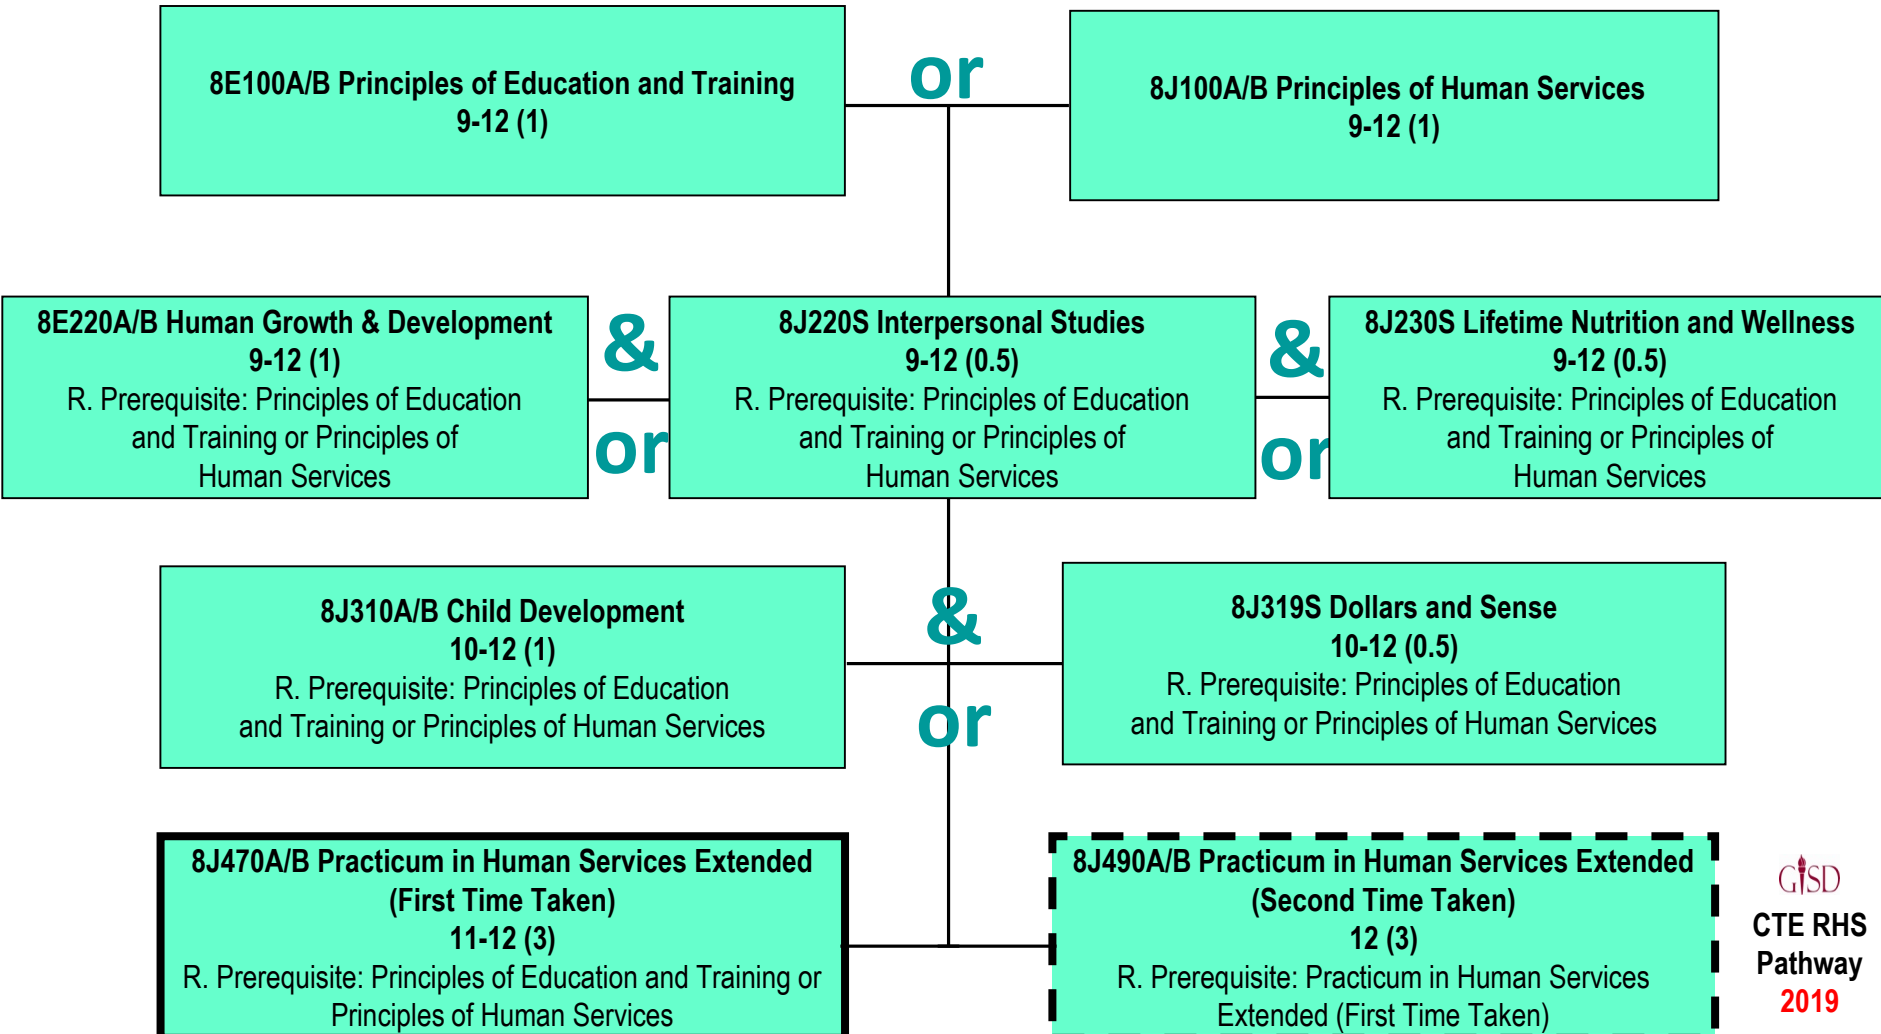 8E100A/B Principles of Education and Training
9-12 (1)
or
8J100A/B Principles of Human Services
9-12 (1)
8E220A/B Human Growth & Development
9-12 (1)
R. Prerequisite: Principles of Education
and Training or Principles of
Human Services
&
or
8J220S Interpersonal Studies
9-12 (0.5)
R. Prerequisite: Principles of Education
and Training or Principles of
Human Services
&
or
8J230S Lifetime Nutrition and Wellness
9-12 (0.5)
R. Prerequisite: Principles of Education
and Training or Principles of
Human Services
8J310A/B Child Development
10-12 (1)
R. Prerequisite: Principles of Education
and Training or Principles of Human Services
&
or
8J319S Dollars and Sense
10-12 (0.5)
R. Prerequisite: Principles of Education
and Training or Principles of Human Services
8J470A/B Practicum in Human Services Extended
(First Time Taken)
11-12 (3)
R. Prerequisite: Principles of Education and Training or
Principles of Human Services
8J490A/B Practicum in Human Services Extended
(Second Time Taken)
12 (3)
R. Prerequisite: Practicum in Human Services
Extended (First Time Taken)
GISD
CTE RHS
Pathway
2019